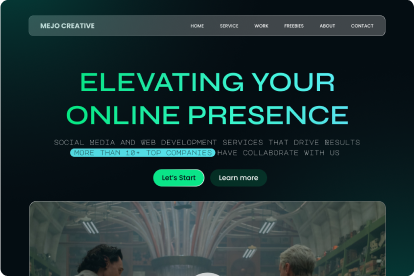 MEJO CREATIVE
HOME SERVICE WORK FREEBIES ABOUT CONTACT
ELEVATING YOUR
ONLINE PRESENCE
SOCIAL MEDIA AND WEB DEVELOPMENT SERVICES THAT DRIVE RESULTS
MORE THAN 10+ TOP COMPANIES HAVE COLLABORATE WITH US
Let's Start Learn more